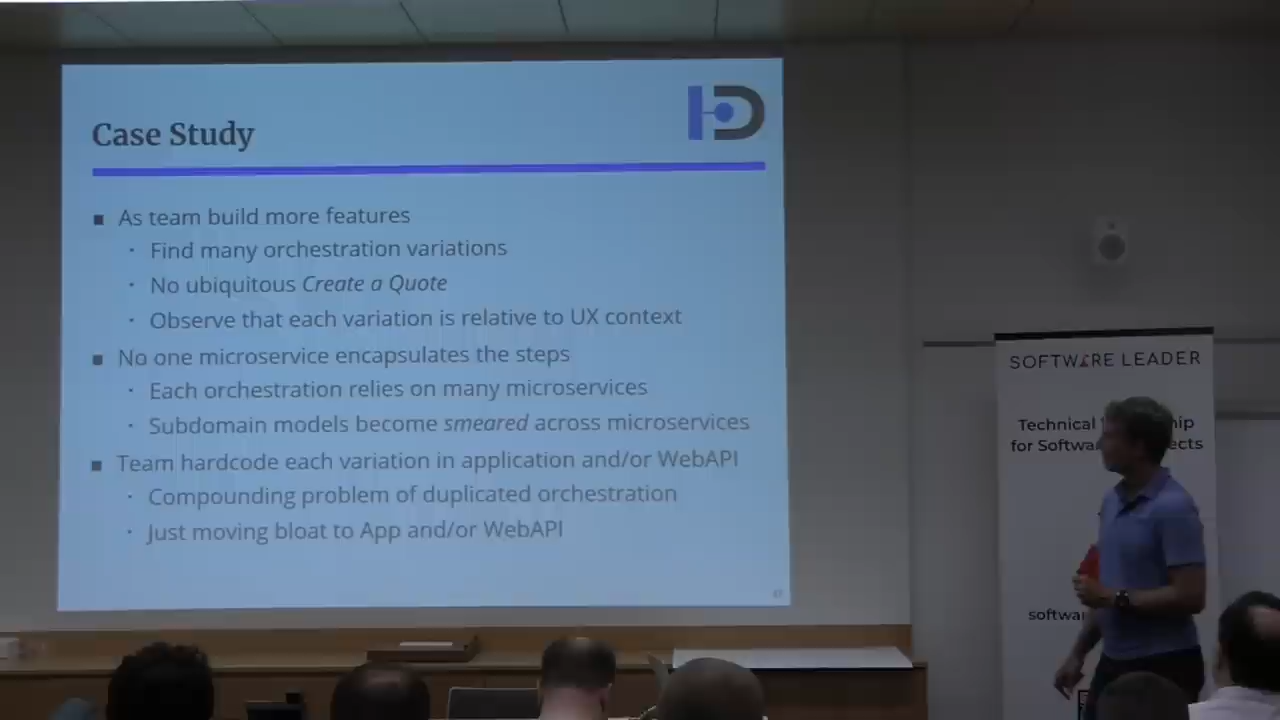 Case Study
As team build more features
Find many orchestration variations
No ubiquitous Create a Quote
Observe that each variation is relative to UX context
No one microservice encapsulates the steps
Each orchestration relies on many microservices
Subdomain models become smeared across microservices
Team hardcode each variation in application and/or WebAPI
Compounding problem of duplicated orchestration
Just moving bloat to App and/or WebAPI
SOFTWARE LEADER
Technical
for Softwa
softwa